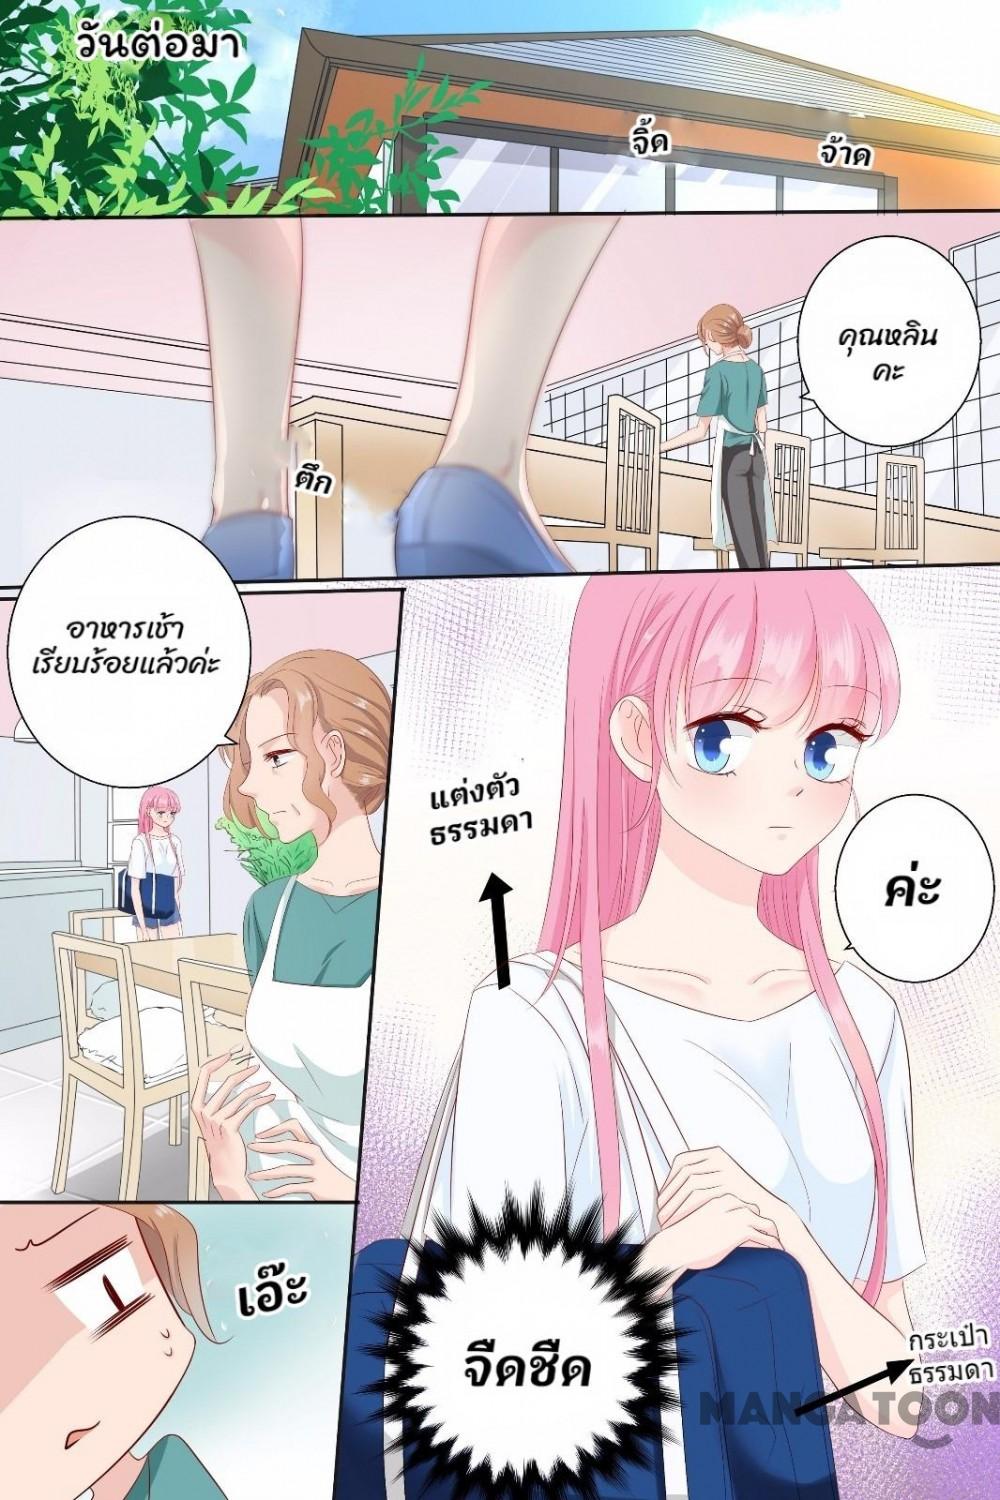 วันต่อมา
จิ๊ด
จ้าด
คุณหลิน
คะ
ตึก
อาหารเช้า
เรียบร้อยแล้วค่ะ
แต่งตัว
ธรรมดา
ค่ะ
เอ๊ะ
จืดชืด
กระเป๋า
ธรรมดา
MANGATOON